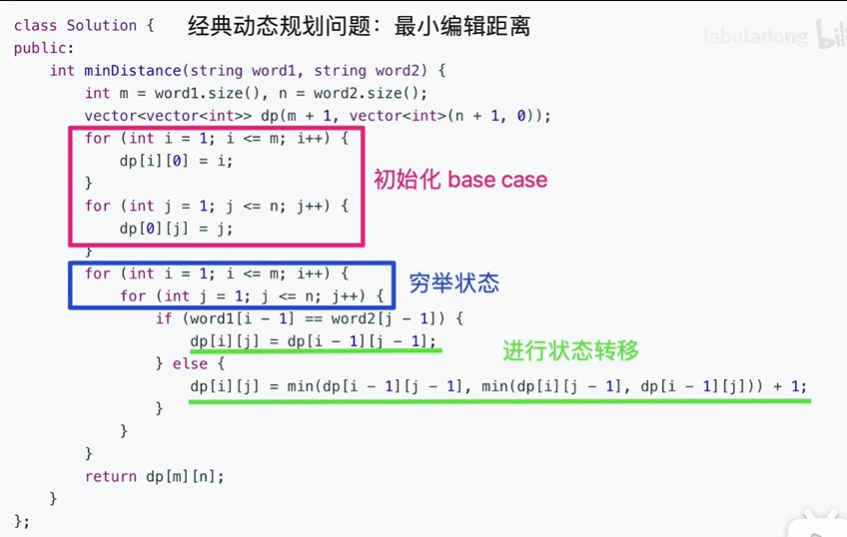 class Solution { 经典动态规划问题：最小编辑距离
labuladong bili
public:
int minDistance(string word1, string word2) {
int m = word1.size(), n = word2.size();
vector<vector<int>> dp(m + 1, vector<int>(n + 1, 0));
for (int i = 1; i <= m; i++) {
dp[i][0] = i;
}
初始化 base case
for (int j = 1; j <= n; j++) {
dp[0][j] = j;
}
for (int i = 1; i <= m; i++) {
穷举状态
for (int j = 1; j <= n; j++) {
if (word1[i - 1] == word2[j - 1]) {
dp[i][j] = dp[i - 1][j - 1];
进行状态转移
} else {
dp[i][j] = min(dp[i - 1][j - 1], min(dp[i][j - 1], dp[i - 1][j])) + 1;
}
}
}
return dp[m][n];
}
};